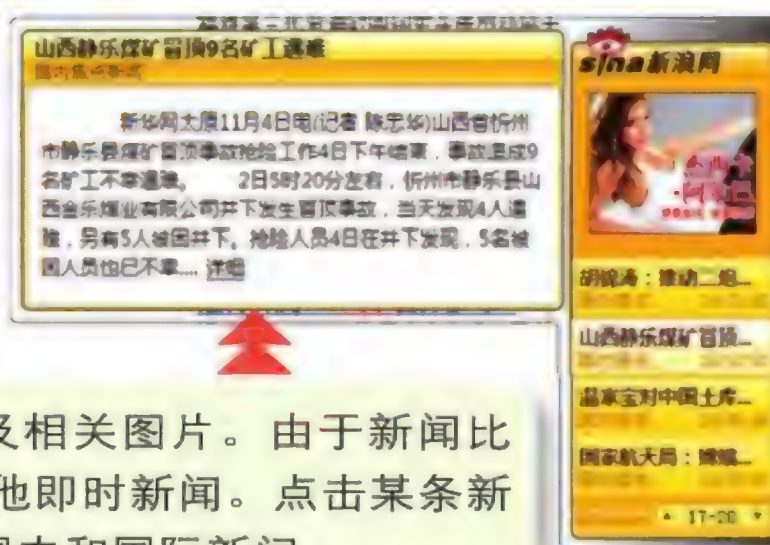 山西静乐煤矿冒顶9名矿工遇难
国内焦点新闻
新华网太原11月4日电(记者 陈忠华)山西省忻州
市静乐县煤矿冒顶事故抢险工作4日下午结束，事故造成9
名矿工不幸遇难。 2日5时20分左右，忻州市静乐县山
西金乐煤业有限公司井下发生冒顶事故，当天发现4人遇
难，另有5人被困井下。抢险人员4日在井下发现，5名被
困人员也已不幸.... 详细
sina新浪网
胡锦涛：推动二炮...
山西静乐煤矿冒顶...
温家宝对中国土库...
国家航天局：嫦娥...
17-20
及相关图片。由于新闻比
他即时新闻。点击某条新